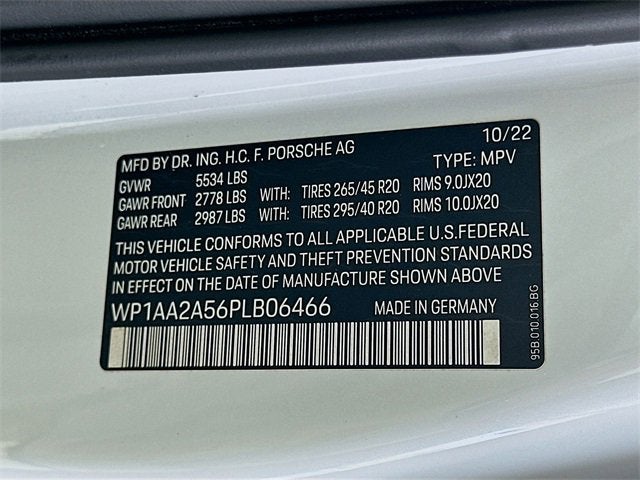 10/22
MFD BY DR. ING. H.C. F. PORSCHE AG
TYPE: MPV
GVWR 5534 LBS
GAWR FRONT 2778 LBS WITH: TIRES 265/45 R20 RIMS 9.0JX20
GAWR REAR 2987 LBS WITH: TIRES 295/40 R20 RIMS 10.0JX20
THIS VEHICLE CONFORMS TO ALL APPLICABLE U.S.FEDERAL
MOTOR VEHICLE SAFETY AND THEFT PREVENTION STANDARDS
IN EFFECT ON THE DATE OF MANUFACTURE SHOWN ABOVE
WP1AA2A56PLB06466 MADE IN GERMANY
95B.010.016.BG